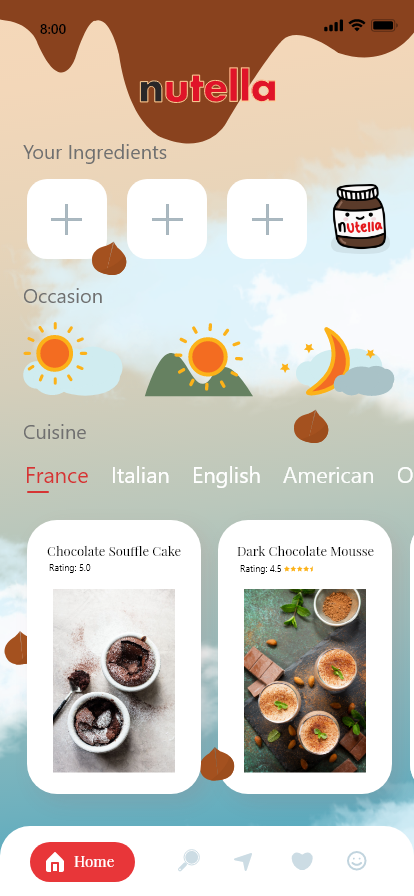 8:00
nutella
Your Ingredients
nutella
Occasion
Cuisine
France Italian English American O
Chocolate Souffle Cake
Rating: 5.0
Dark Chocolate Mousse
Rating: 4.5
Home